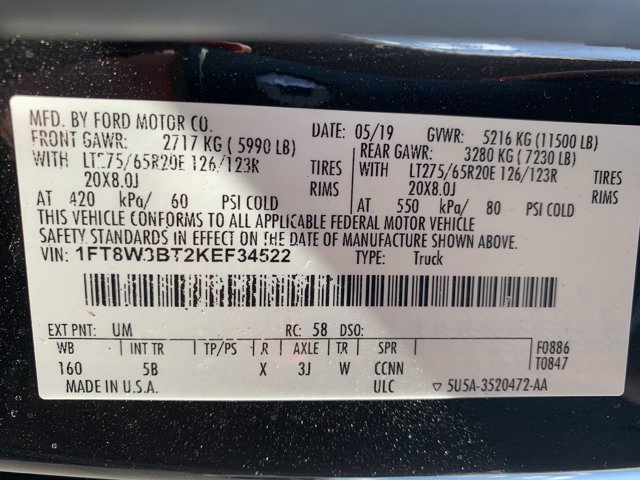 MFD. BY FORD MOTOR CO. DATE: 05/19 GVWR: 5216 KG (11500 LB)
FRONT GAWR: 2717 KG (5990 LB) REAR GAWR: 3280 KG (7230 LB)
WITH LT275/65R20E 126/123R TIRES WITH LT275/65R20E 126/123R TIRES
20X8.0J RIMS 20X8.0J RIMS
AT 420 kPa/ 60 PSI COLD AT 550 kPa/ 80 PSI COLD
THIS VEHICLE CONFORMS TO ALL APPLICABLE FEDERAL MOTOR VEHICLE
SAFETY STANDARDS IN EFFECT ON THE DATE OF MANUFACTURE SHOWN ABOVE.
VIN: 1FT8W3BT2KEF34522 TYPE: Truck
EXT PNT: UM RC: 58 DSO:
WB INT TR TP/PS R AXLE TR SPR F0886
160 5B X 3J W CCNN T0847
MADE IN U.S.A. ULC ▽ 5U5A-3520472-AA